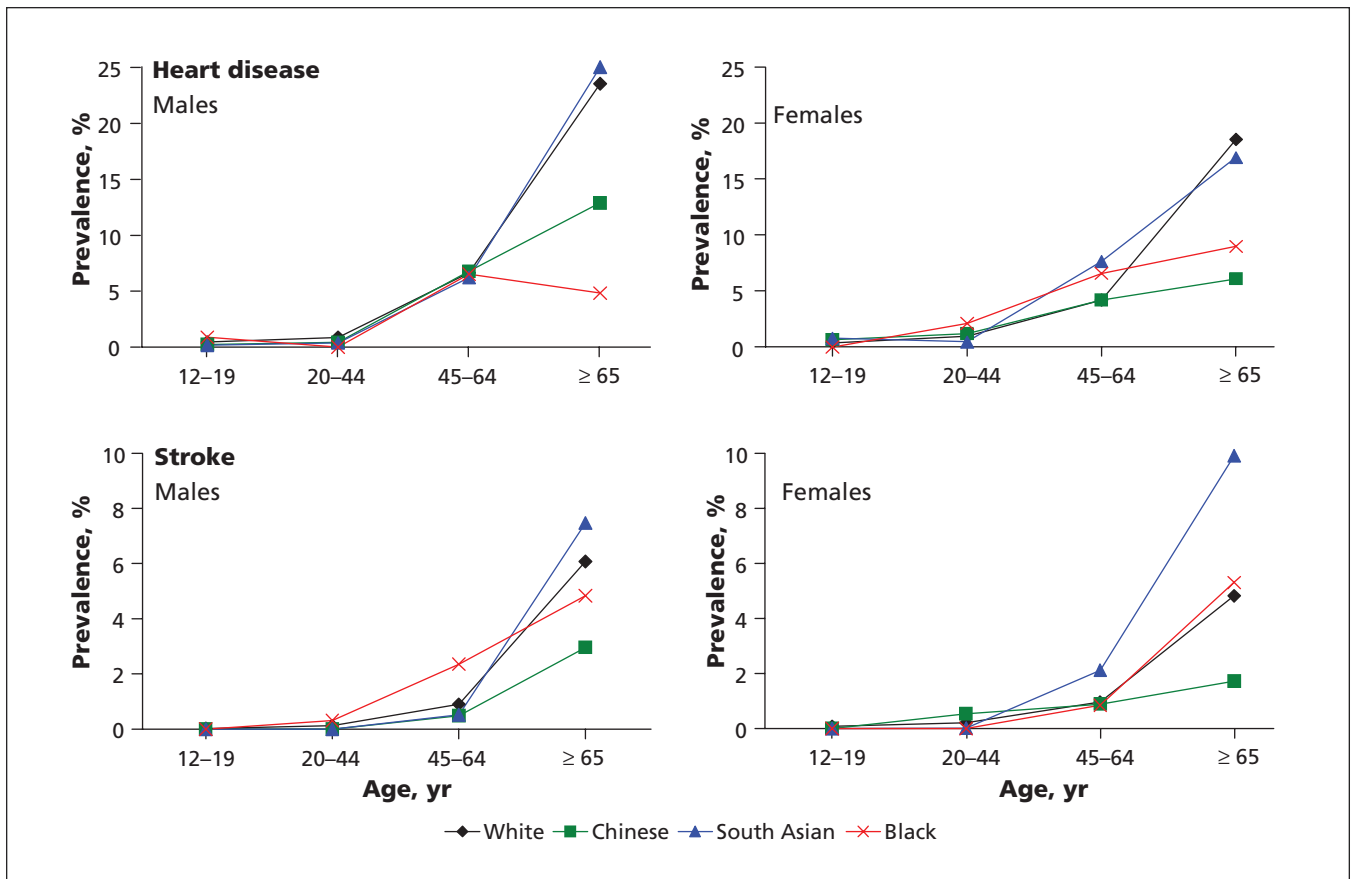 Heart disease
Males
Prevalence, %
25
20
15
10
5
0
12–19 20–44 45–64 ≥ 65
Females
Prevalence, %
25
20
15
10
5
0
12–19 20–44 45–64 ≥ 65
Stroke
Males
Prevalence, %
10
8
6
4
2
0
12–19 20–44 45–64 ≥ 65
Age, yr
Females
Prevalence, %
10
8
6
4
2
0
12–19 20–44 45–64 ≥ 65
Age, yr
White Chinese South Asian Black